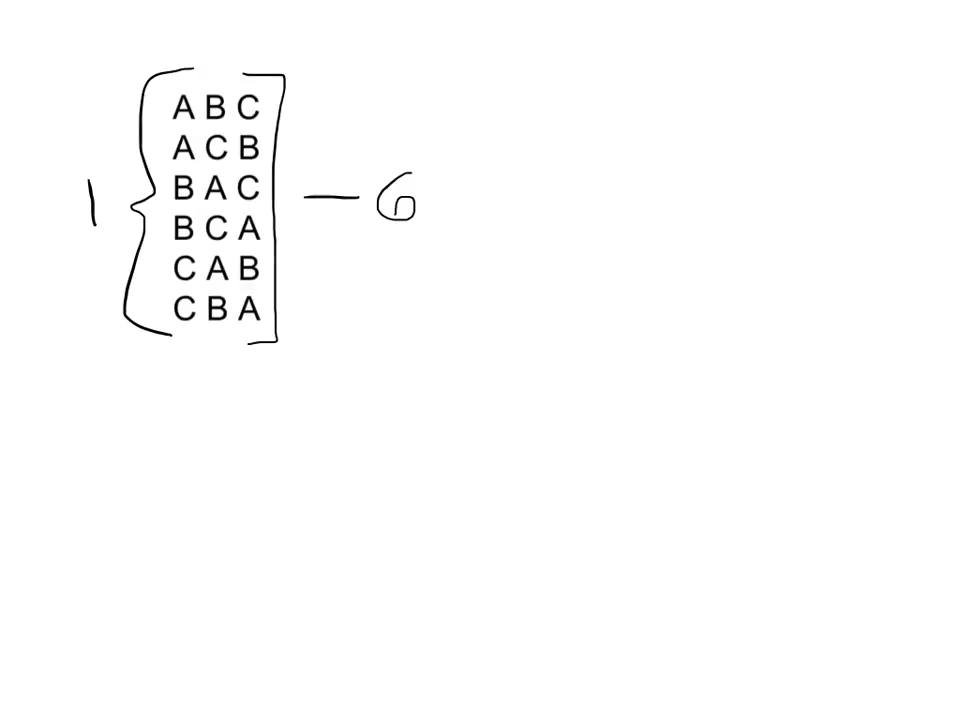 A B C
A C B
1 B A C — 6
B C A
C A B
C B A